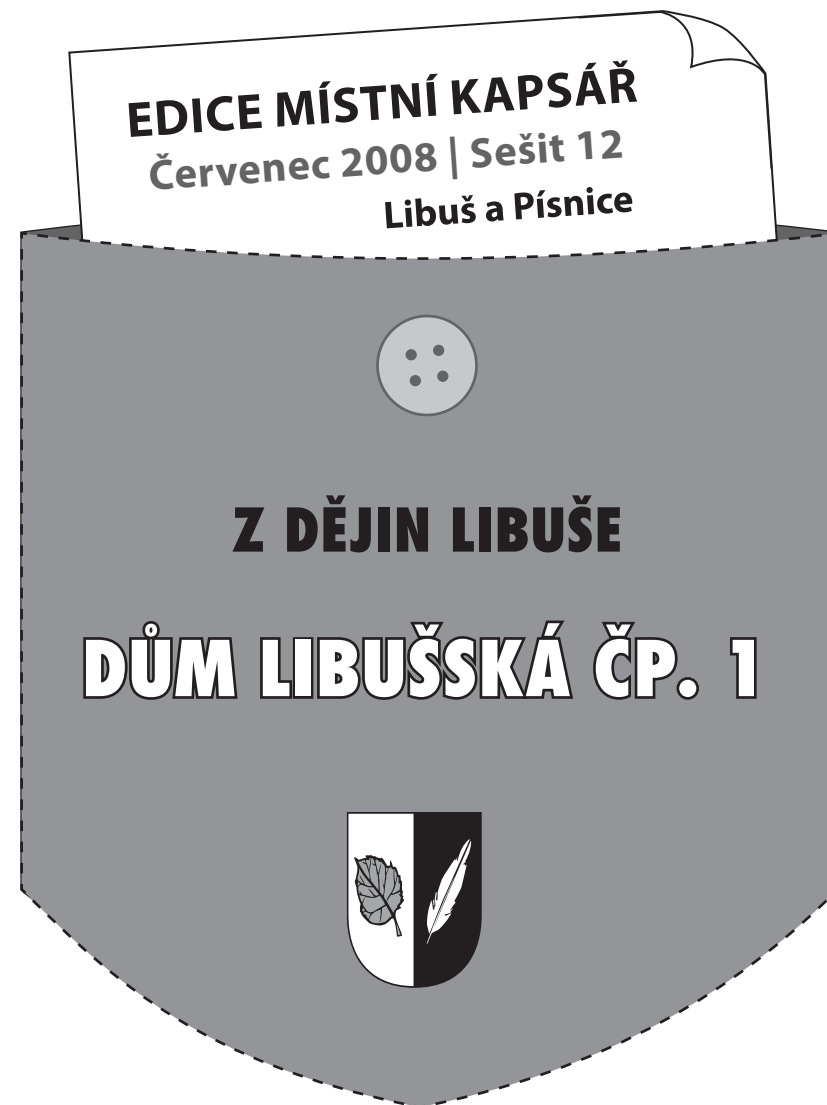 EDICE MÍSTNÍ KAPSÁŘ
Červenec 2008 | Sešit 12
Libuš a Písnice
Z DĚJIN LIBUŠE
DŮM LIBUŠSKÁ ČP. 1